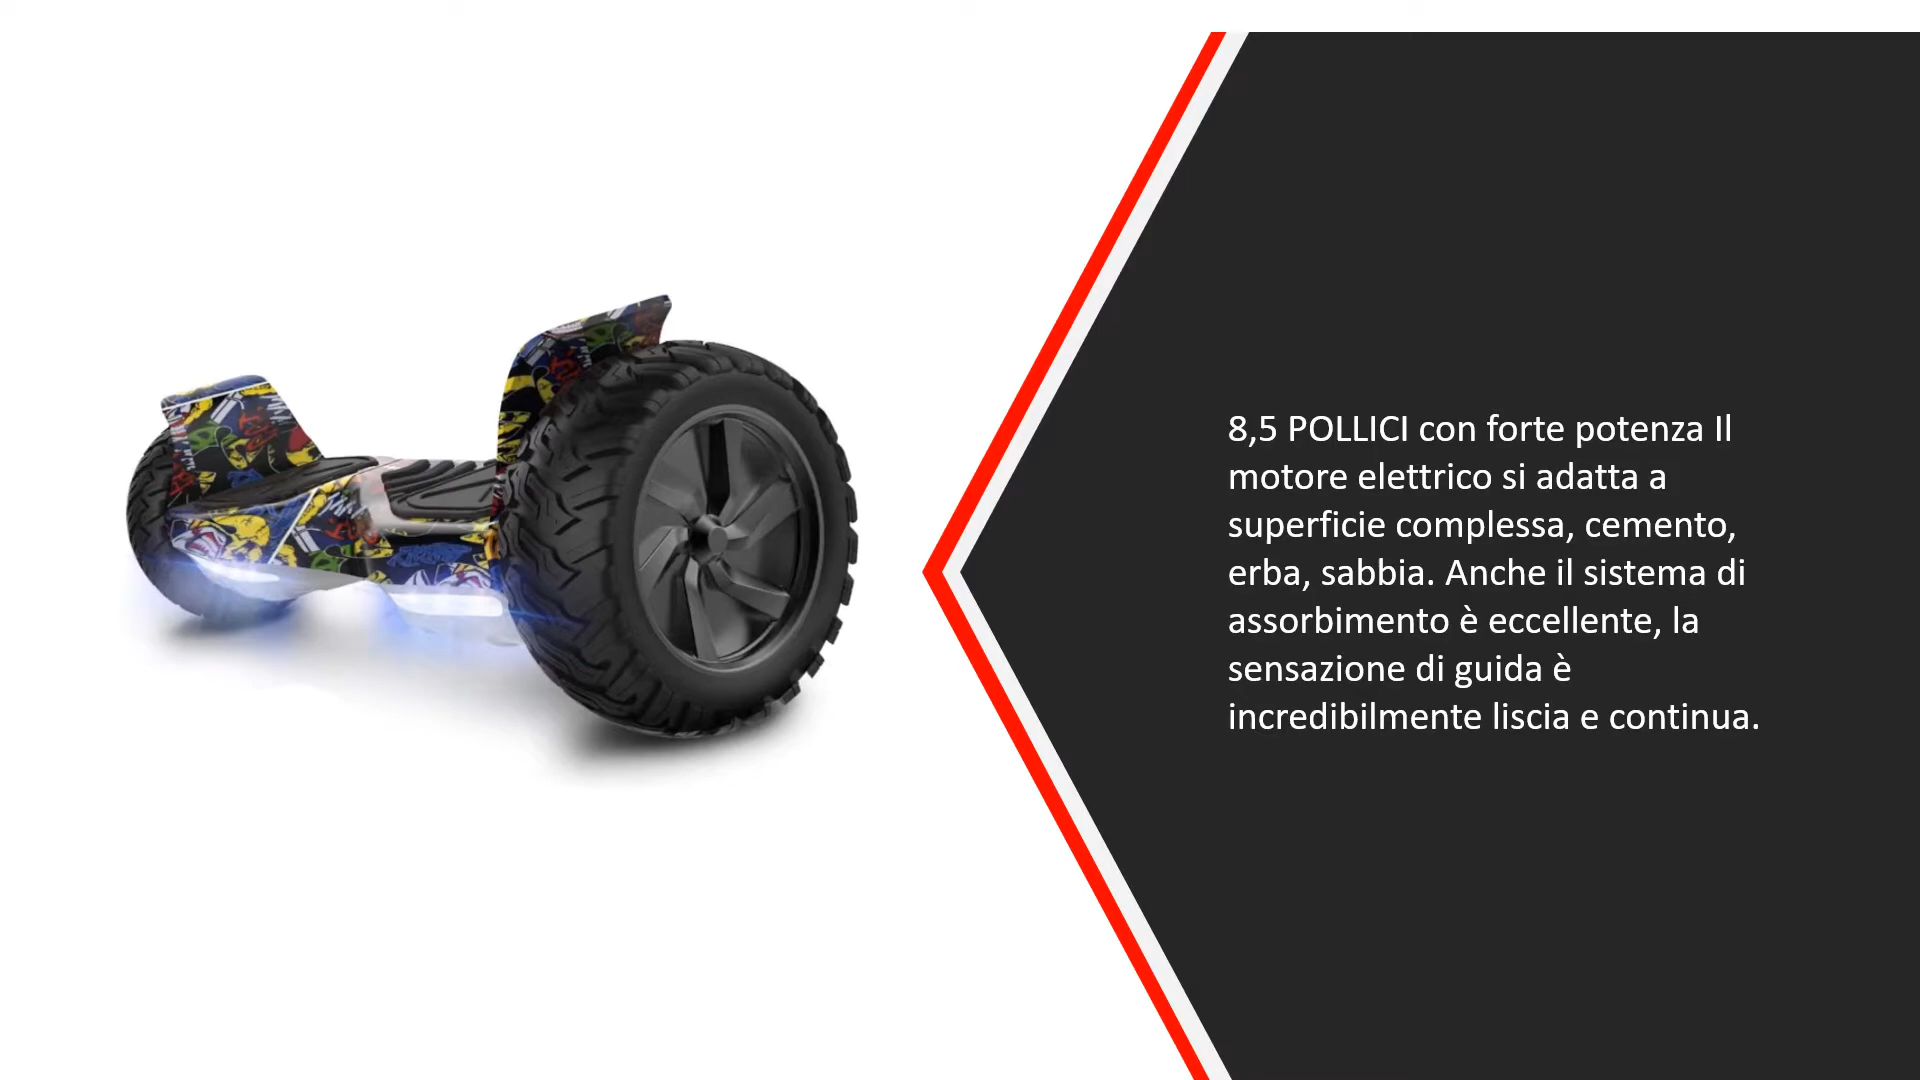 8,5 POLLICI con forte potenza Il
motore elettrico si adatta a
superficie complessa, cemento,
erba, sabbia. Anche il sistema di
assorbimento è eccellente, la
sensazione di guida è
incredibilmente liscia e continua.